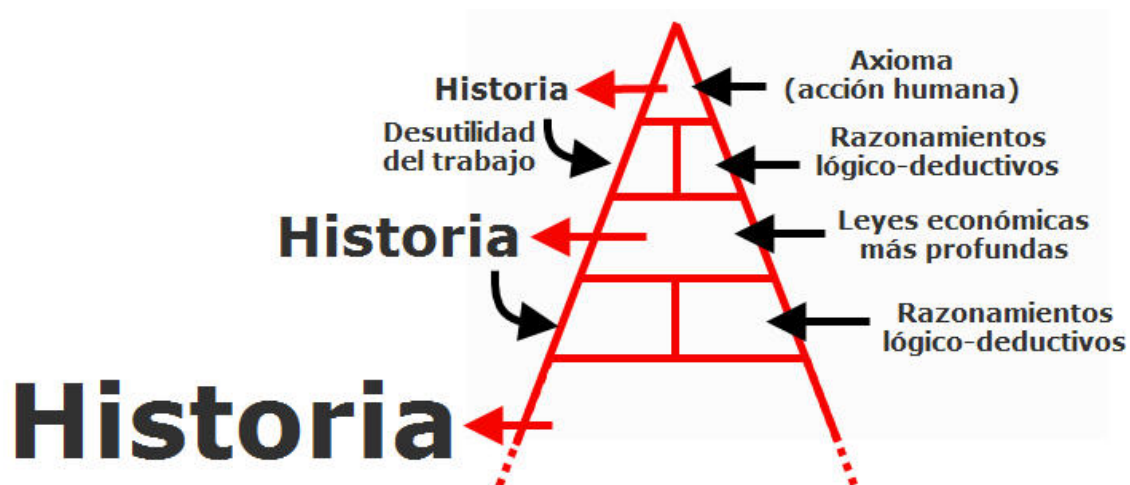 Historia
Axioma
(acción humana)
Desutilidad
del trabajo
Razonamientos
lógico-deductivos
Historia
Leyes económicas
más profundas
Razonamientos
lógico-deductivos
Historia